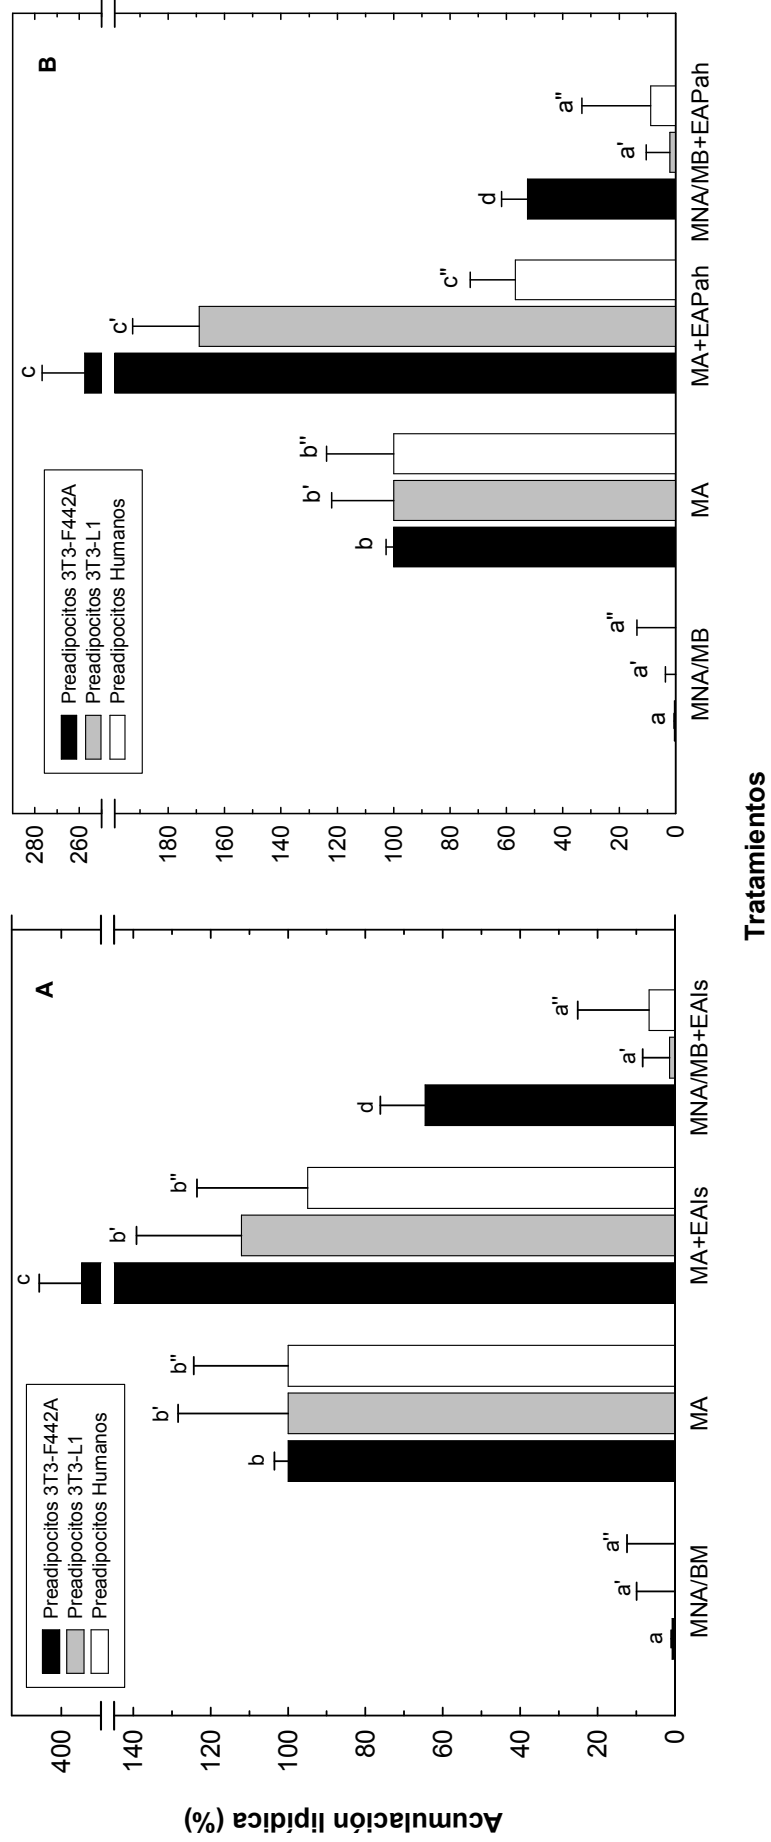 Acumulación lipídica (%)
400
140
120
100
80
60
40
20
0
A
Preadipocitos 3T3-F442A
Preadipocitos 3T3-L1
Preadipocitos Humanos
a
a'
a''
b
b'
b''
c
b'
b''
d
a'
a''
MNA/BM
MA
MA+EAIs
MNA/MB+EAIs
280
260
180
160
140
120
100
80
60
40
20
0
B
Preadipocitos 3T3-F442A
Preadipocitos 3T3-L1
Preadipocitos Humanos
a
a'
a''
b
b'
b''
c
c'
c''
d
a'
a''
MNA/MB
MA
MA+EAPah
MNA/MB+EAPah
Tratamientos